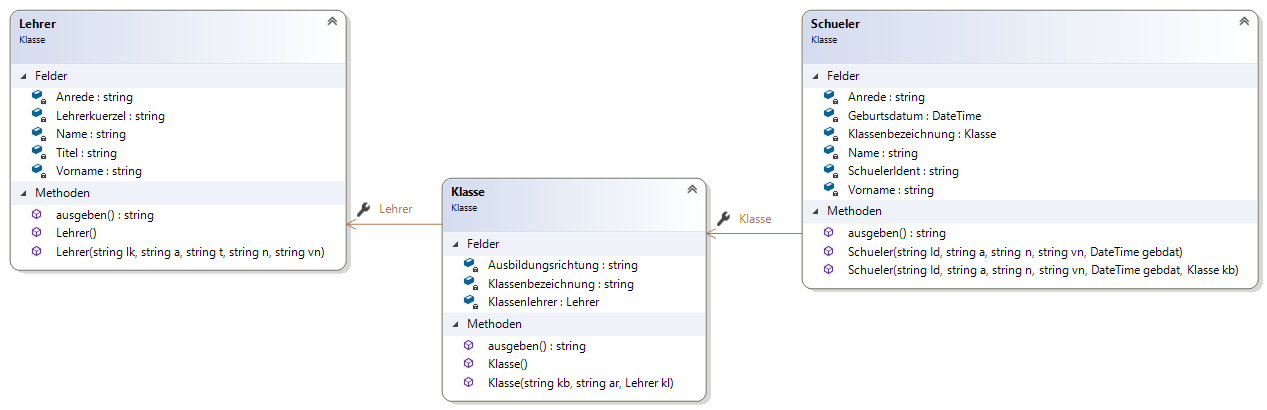 Lehrer
Klasse
Felder
Anrede : string
Lehrerkuerzel : string
Name : string
Titel : string
Vorname : string
Methoden
ausgeben() : string
Lehrer()
Lehrer(string lk, string a, string t, string n, string vn)
Lehrer
Klasse
Klasse
Felder
Ausbildungsrichtung : string
Klassenbezeichnung : string
Klassenlehrer : Lehrer
Methoden
ausgeben() : string
Klasse()
Klasse(string kb, string ar, Lehrer kl)
Klasse
Schueler
Klasse
Felder
Anrede : string
Geburtsdatum : DateTime
Klassenbezeichnung : Klasse
Name : string
SchuelerIdent : string
Vorname : string
Methoden
ausgeben() : string
Schueler(string Id, string a, string n, string vn, DateTime gebdat)
Schueler(string Id, string a, string n, string vn, DateTime gebdat, Klasse kb)